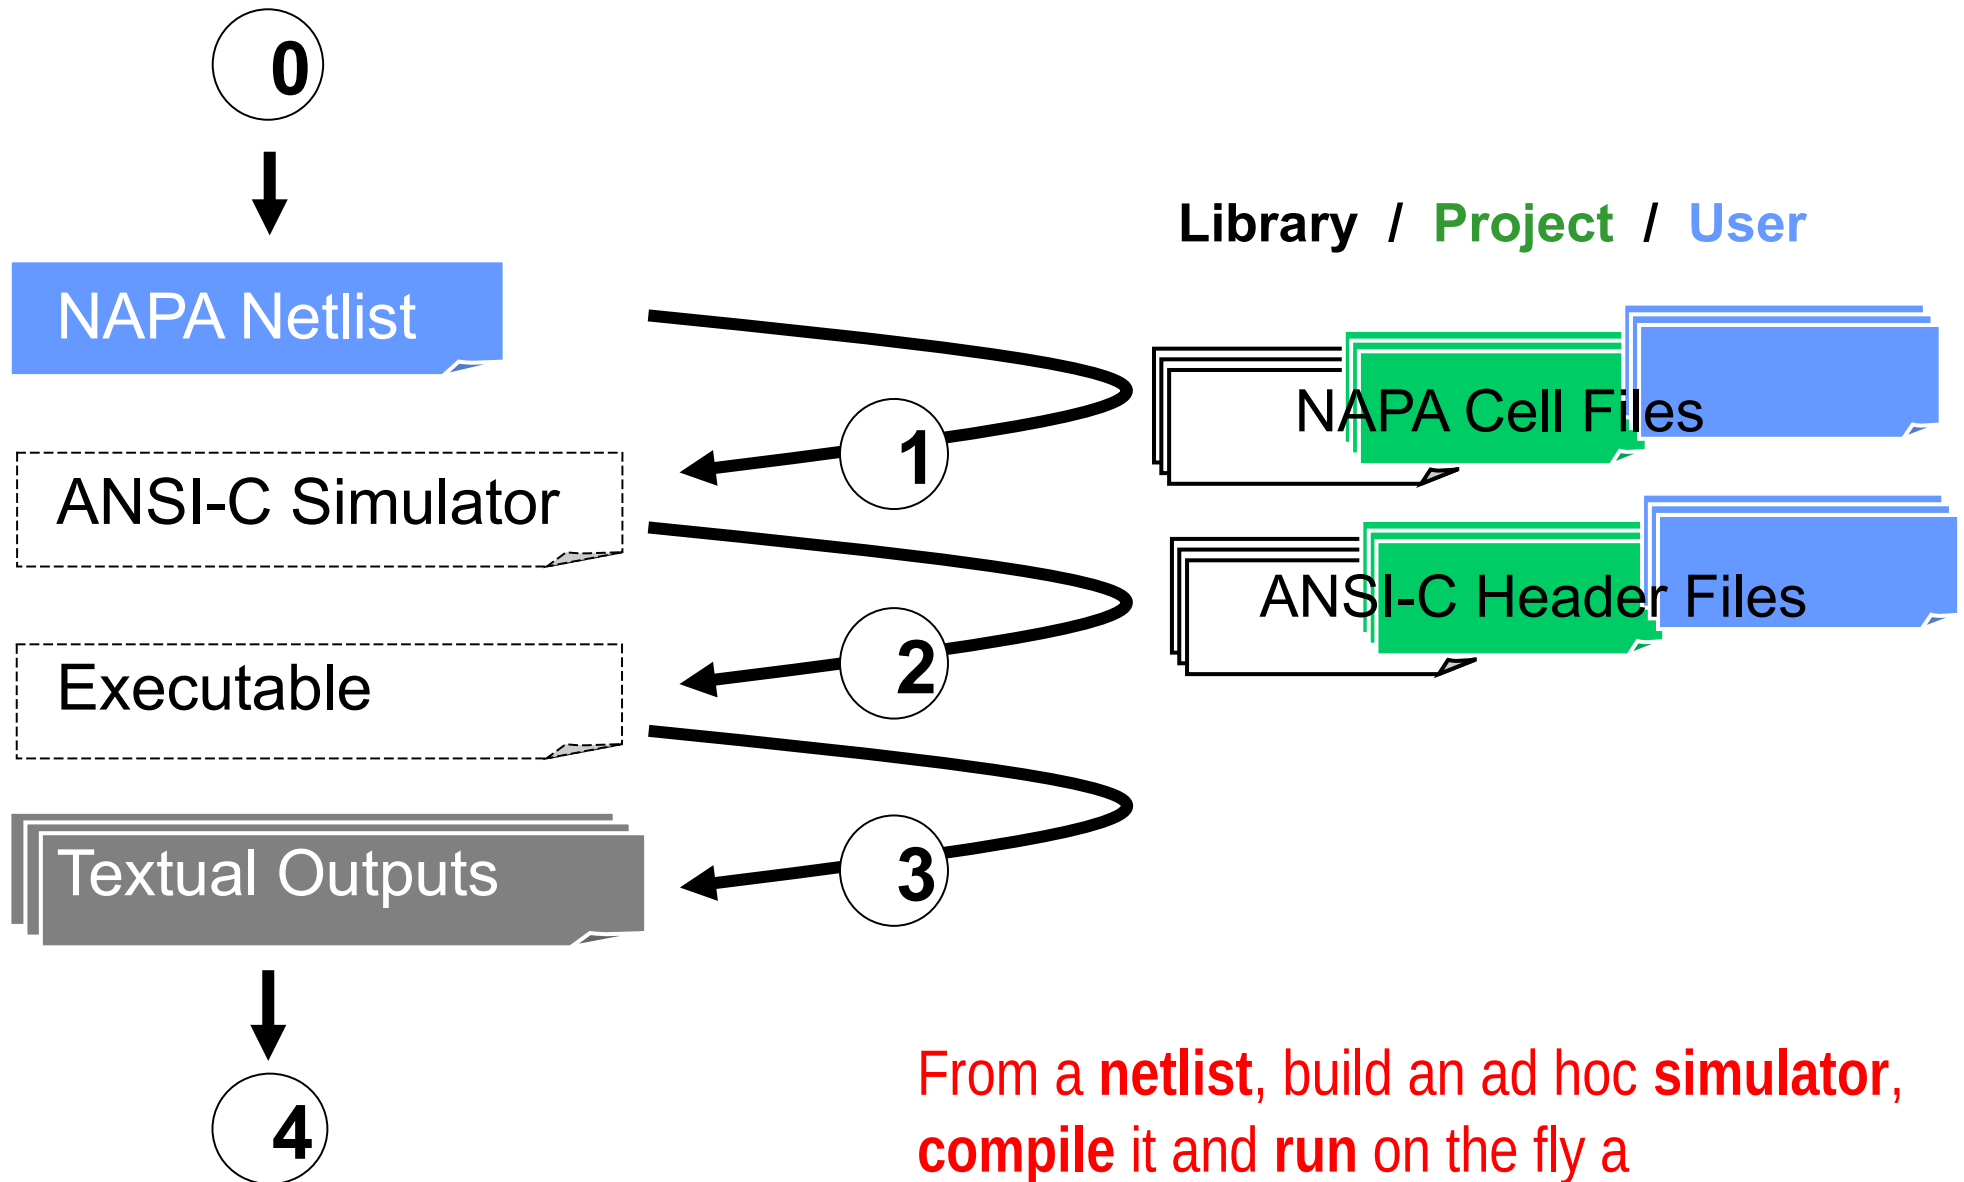 0
Library / Project / User
NAPA Netlist
NAPA Cell Files
1
ANSI-C Simulator
ANSI-C Header Files
2
Executable
3
Textual Outputs
From a netlist, build an ad hoc simulator,
4
compile it and run on the fly a